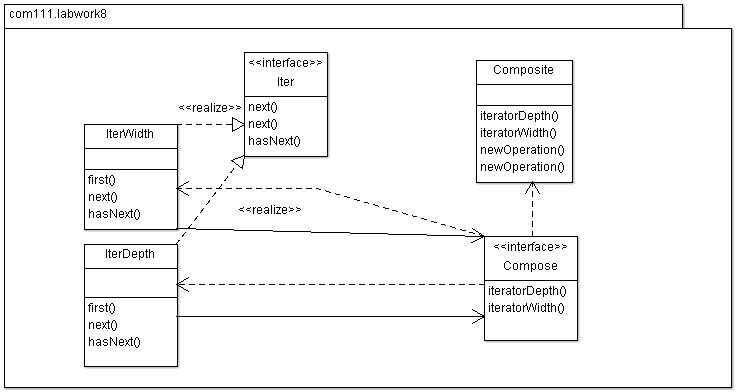 com111.labwork8
<<interface>>
Iter
next()
next()
hasNext()
Composite
iteratorDepth()
iteratorWidth()
newOperation()
newOperation()
<<realize>>
IterWidth
first()
next()
hasNext()
<<realize>>
IterDepth
first()
next()
hasNext()
<<interface>>
Compose
iteratorDepth()
iteratorWidth()